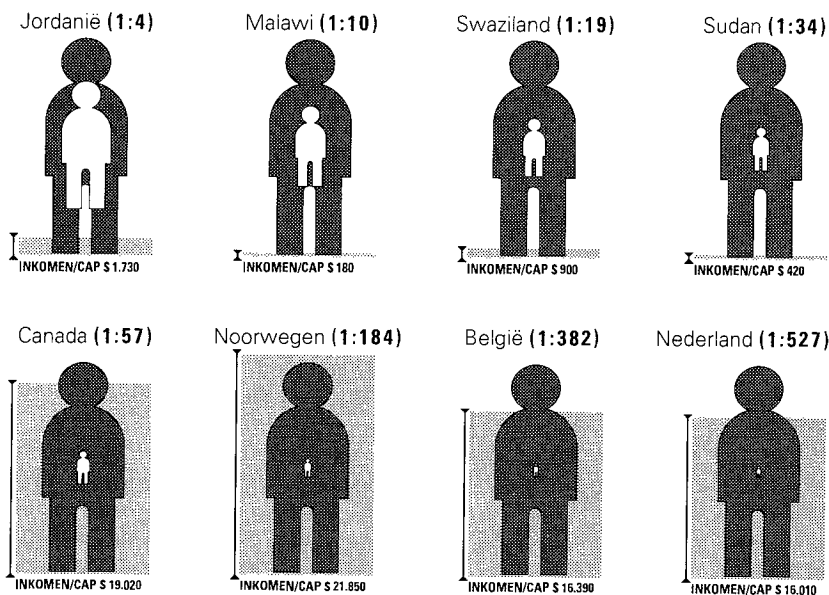 Jordanië (1:4)
Malawi (1:10)
Swaziland (1:19)
Sudan (1:34)
INKOMEN/CAP $ 1.730
INKOMEN/CAP $ 180
INKOMEN/CAP $ 900
INKOMEN/CAP $ 420
Canada (1:57)
Noorwegen (1:184)
België (1:382)
Nederland (1:527)
INKOMEN/CAP $ 19.020
INKOMEN/CAP $ 21.850
INKOMEN/CAP $ 16.390
INKOMEN/CAP $ 16.010